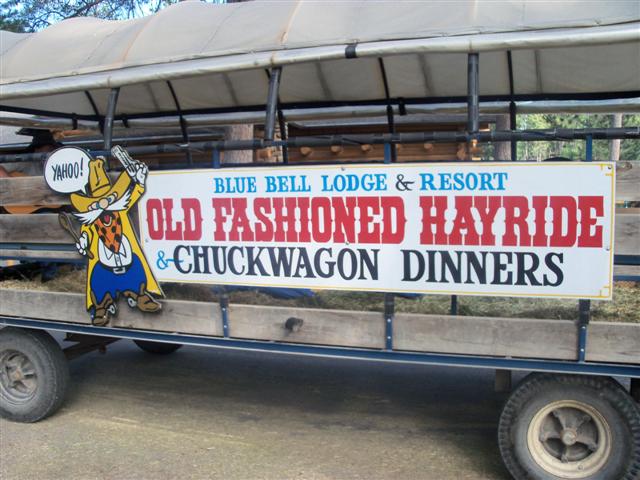 YAHOO!
BLUE BELL LODGE & RESORT
OLD FASHIONED HAYRIDE
& CHUCKWAGON DINNERS